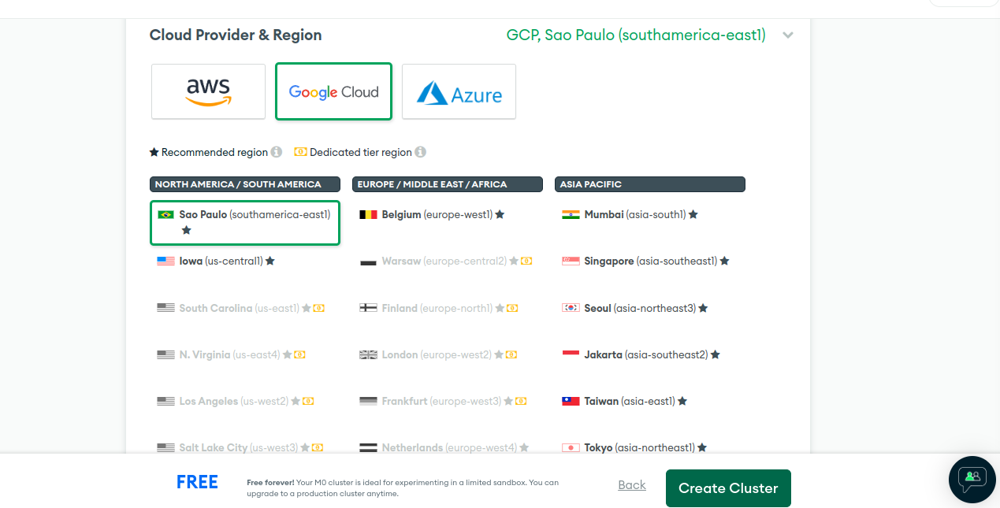 Cloud Provider & Region
GCP, Sao Paulo (southamerica-east1)
aws
Google Cloud
Azure
Recommended region
Dedicated tier region
NORTH AMERICA / SOUTH AMERICA
Sao Paulo (southamerica-east1)
Iowa (us-central1)
South Carolina (us-east1)
N. Virginia (us-east4)
Los Angeles (us-west2)
Salt Lake City (us-west3)
EUROPE / MIDDLE EAST / AFRICA
Belgium (europe-west1)
Warsaw (europe-central2)
Finland (europe-north1)
London (europe-west2)
Frankfurt (europe-west3)
Netherlands (europe-west4)
ASIA PACIFIC
Mumbai (asia-south1)
Singapore (asia-southeast1)
Seoul (asia-northeast3)
Jakarta (asia-southeast2)
Taiwan (asia-east1)
Tokyo (asia-northeast1)
FREE
Free forever! Your M0 cluster is ideal for experimenting in a limited sandbox. You can
upgrade to a production cluster anytime.
Back
Create Cluster